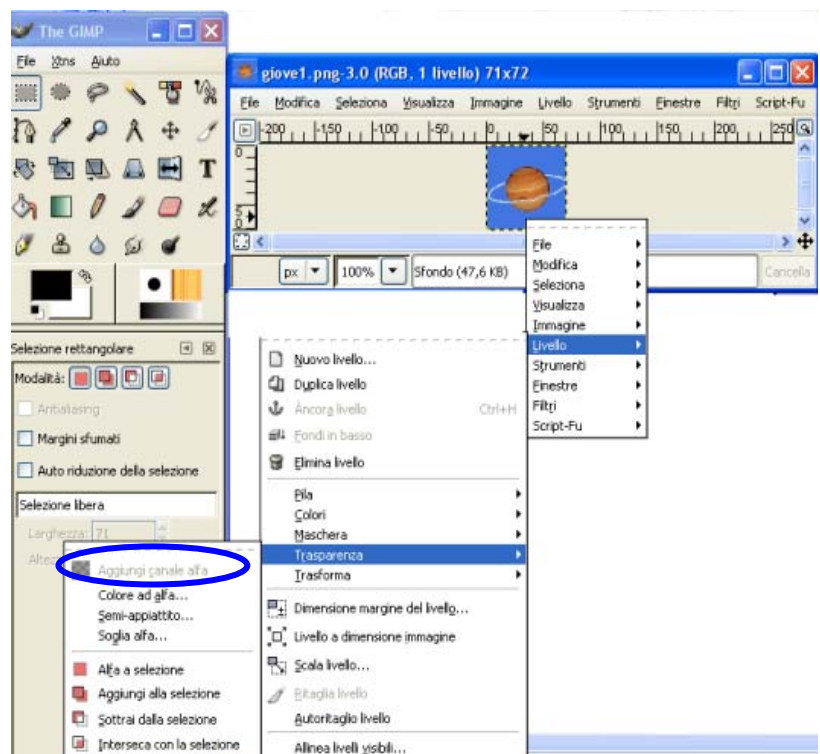 The GIMP
File Xtns Aiuto
giove1.png-3.0 (RGB, 1 livello) 71x72
File Modifica Seleziona Visualizza Immagine Livello Strumenti Finestre Filtri Script-Fu
-200 -150 -100 -50 0 50 100 150 200 250
0
50
px 100% Sfondo (47,6 KB) Cancella
File
Modifica
Seleziona
Visualizza
Immagine
Livello
Strumenti
Finestre
Filtri
Script-Fu
Selezione rettangolare
Modalità:
Antialiasing
Margini sfumati
Auto riduzione della selezione
Selezione libera
Larghezza: 71
Nuovo livello...
Duplica livello
Àncora livello Ctrl+H
Fondi in basso
Elimina livello
Pila
Colori
Maschera
Trasparenza
Trasforma
Dimensione margine del livello...
Livello a dimensione immagine
Scala livello...
Ritaglia livello
Autoritaglio livello
Allinea livelli visibili...
Aggiungi canale alfa
Colore ad alfa...
Semi-appiattito...
Soglia alfa...
Alfa a selezione
Aggiungi alla selezione
Sottrai dalla selezione
Interseca con la selezione